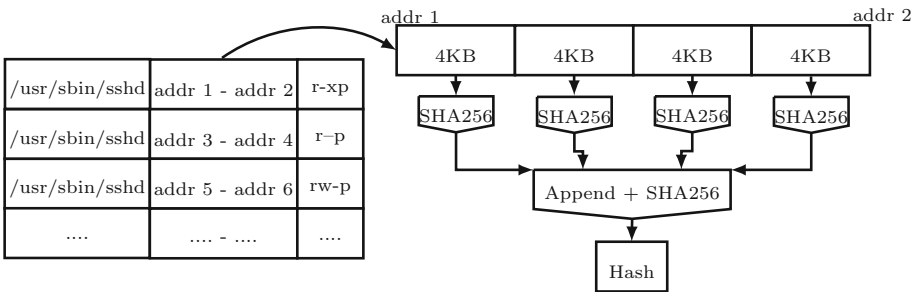 addr 1
addr 2
4KB 4KB 4KB 4KB
/usr/sbin/sshd addr 1 - addr 2 r-xp
SHA256 SHA256 SHA256 SHA256
/usr/sbin/sshd addr 3 - addr 4 r–p
/usr/sbin/sshd addr 5 - addr 6 rw-p
Append + SHA256
.... .... - .... ....
Hash